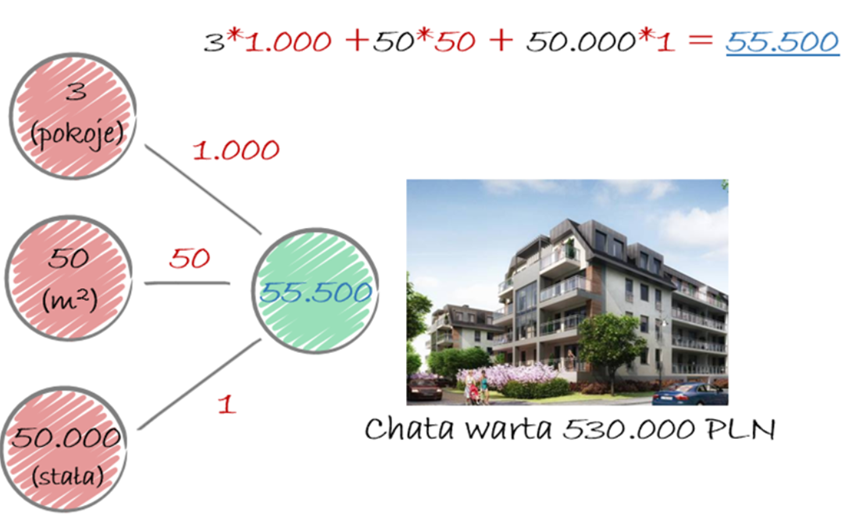 3*1.000 +50*50 + 50.000*1 = 55.500
3
(pokoje)
1.000
50
(m²)
50
55.500
50.000
(stała)
1
Chata warta 530.000 PLN